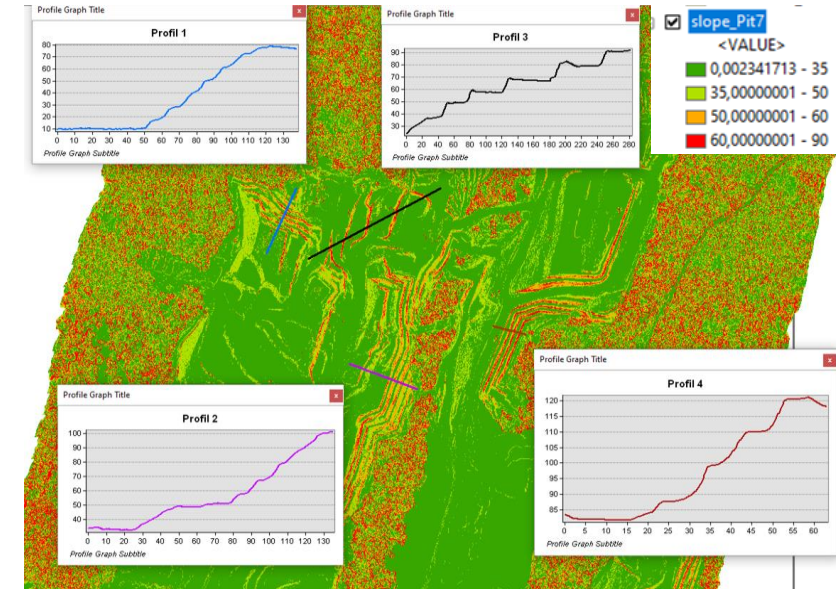 Profile Graph Title
x
Profil 1
80
70
60
50
40
30
20
10
0 10 20 30 40 50 60 70 80 90 100 110 120 130
Profile Graph Subtitle
Profile Graph Title
x
Profil 3
90
80
70
60
50
40
30
0 20 40 60 80 100 120 140 160 180 200 220 240 260 280
Profile Graph Subtitle
slope_Pit7
<VALUE>
0,002341713 - 35
35,00000001 - 50
50,00000001 - 60
60,00000001 - 90
Profile Graph Title
x
Profil 2
100
90
80
70
60
50
40
0 10 20 30 40 50 60 70 80 90 100 110 120 130
Profile Graph Subtitle
Profile Graph Title
x
Profil 4
120
115
110
105
100
95
90
85
0 5 10 15 20 25 30 35 40 45 50 55 60
Profile Graph Subtitle